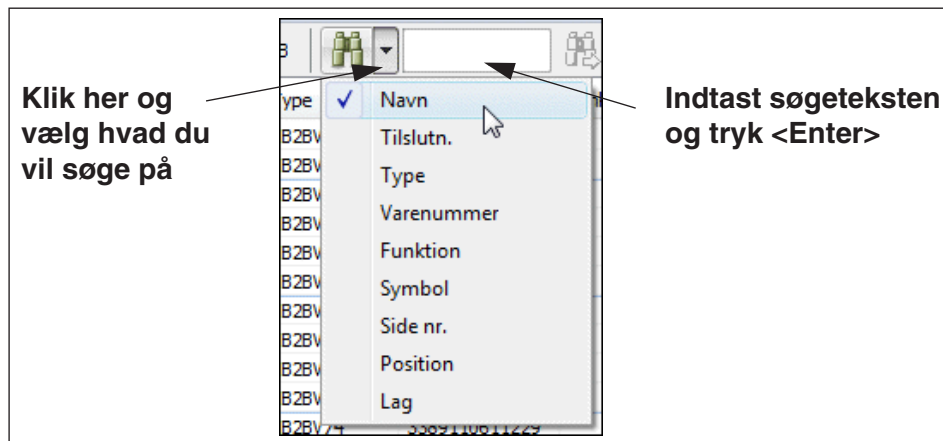 Klik her og
vælg hvad du
vil søge på
Indtast søgeteksten
og tryk <Enter>
Navn
Tilslutn.
Type
Varenummer
Funktion
Symbol
Side nr.
Position
Lag